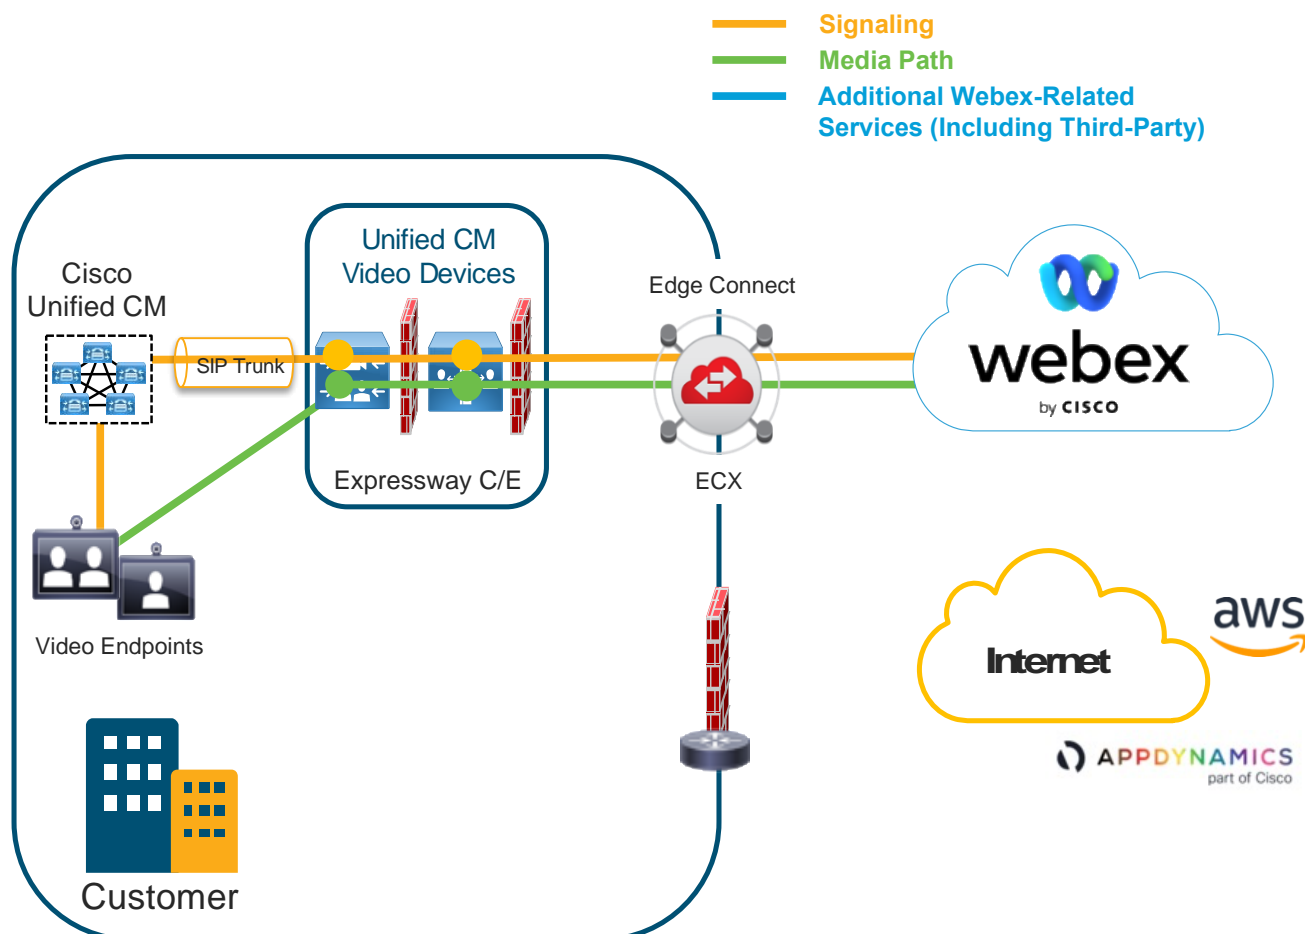 Signaling
Media Path
Additional Webex-Related
Services (Including Third-Party)
Unified CM
Video Devices
Cisco
Unified CM
Edge Connect
SIP Trunk
webex
by CISCO
Expressway C/E
ECX
Video Endpoints
aws
Internet
APPDYNAMICS
part of Cisco
Customer